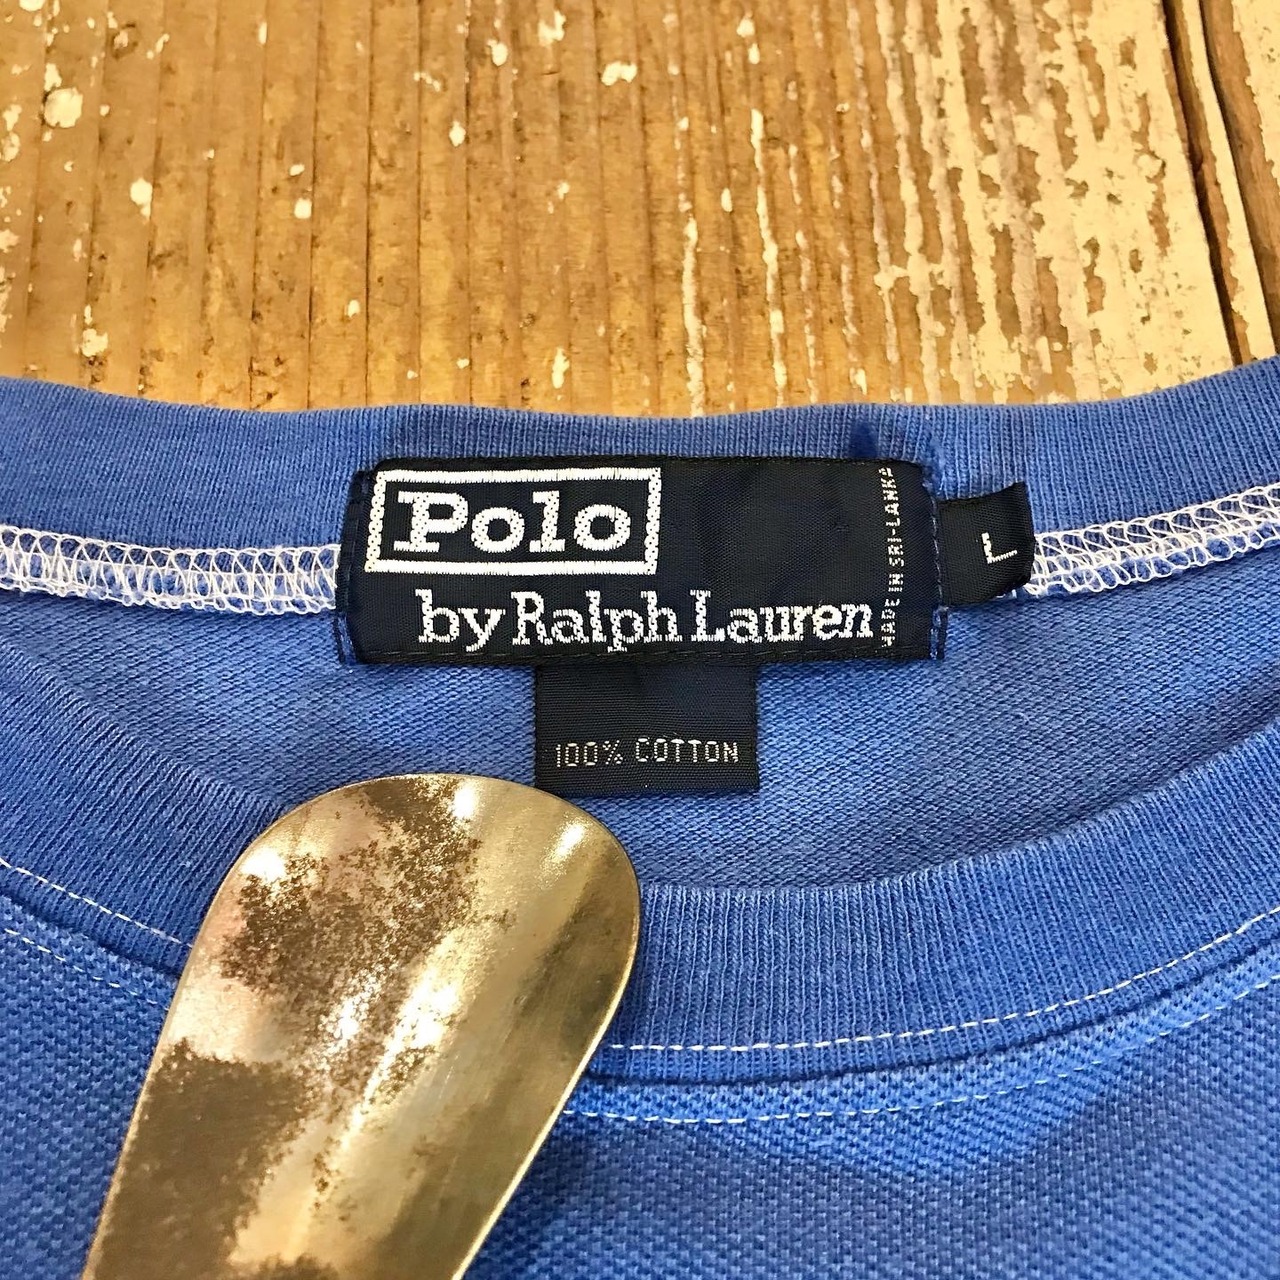 Polo
by Ralph Lauren
MADE IN SRI-LANKA
L
100% COTTON